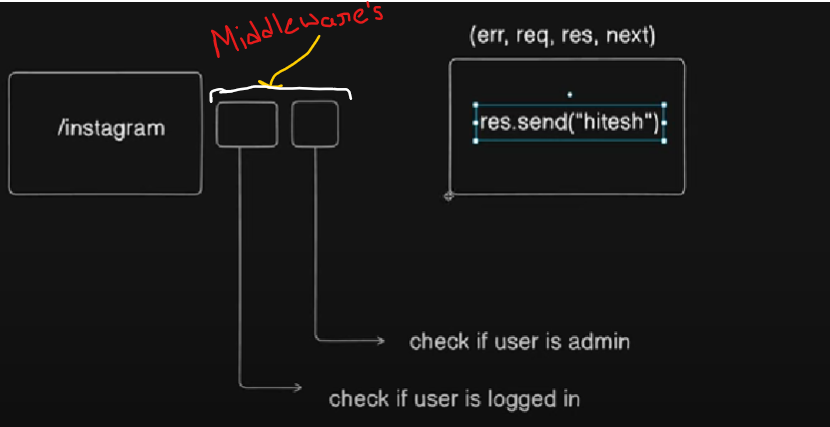 Middleware's
(err, req, res, next)
/instagram
res.send("hitesh")
check if user is admin
check if user is logged in